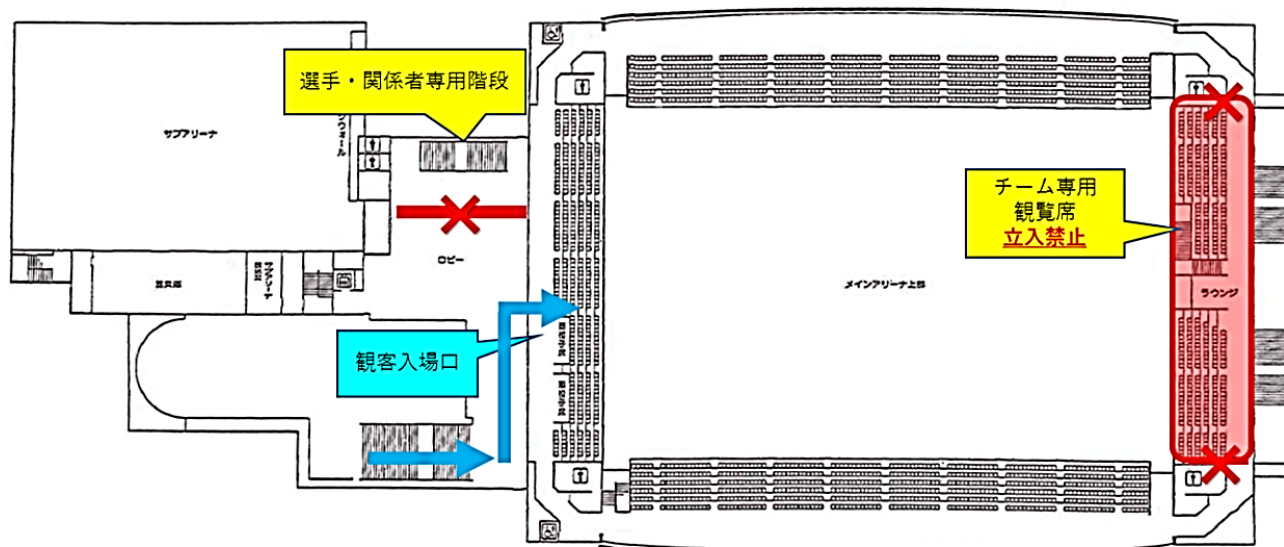 選手・関係者専用階段
サブアリーナ
チーム専用
観覧席
立入禁止
ロビー
メインアリーナ上部
ラウンジ
観客入場口